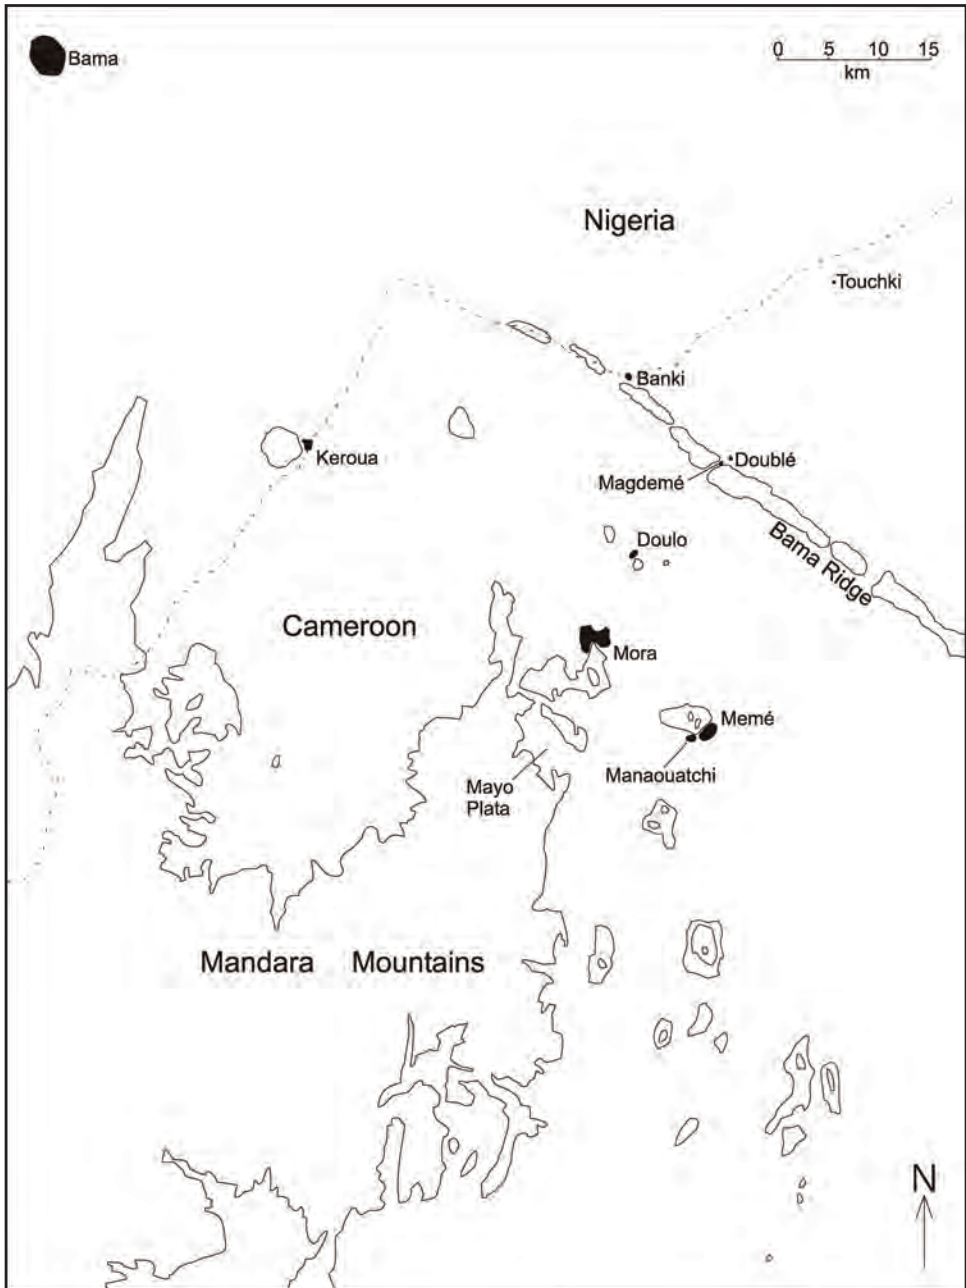 Bama
0 5 10 15
km
Nigeria
Touchki
Banki
Keroua
Doublé
Magdemé
Doulo
Bama Ridge
Cameroon
Mora
Memé
Manaouatchi
Mayo
Plata
Mandara Mountains
N